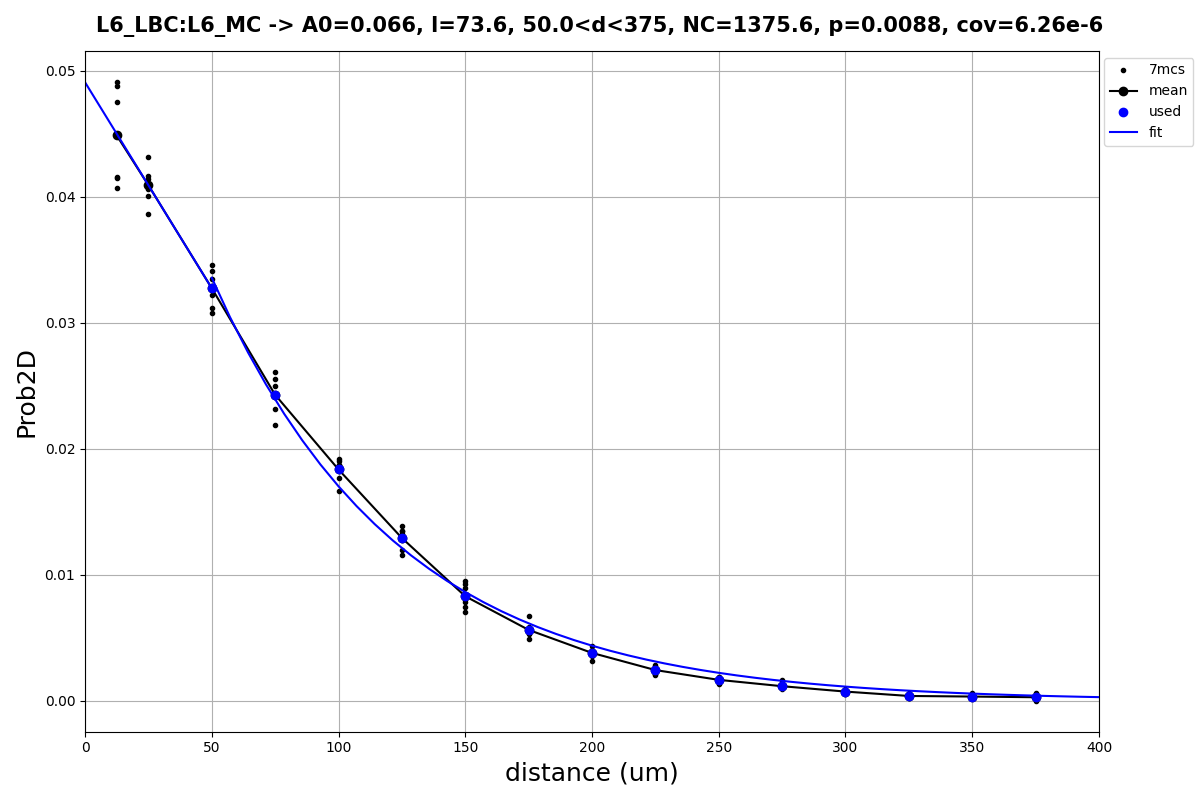 L6_LBC:L6_MC -> A0=0.066, l=73.6, 50.0<d<375, NC=1375.6, p=0.0088, cov=6.26e-6
7mcs
mean
used
fit
0.05
0.04
0.03
0.02
0.01
0.00
Prob2D
0 50 100 150 200 250 300 350 400
distance (um)